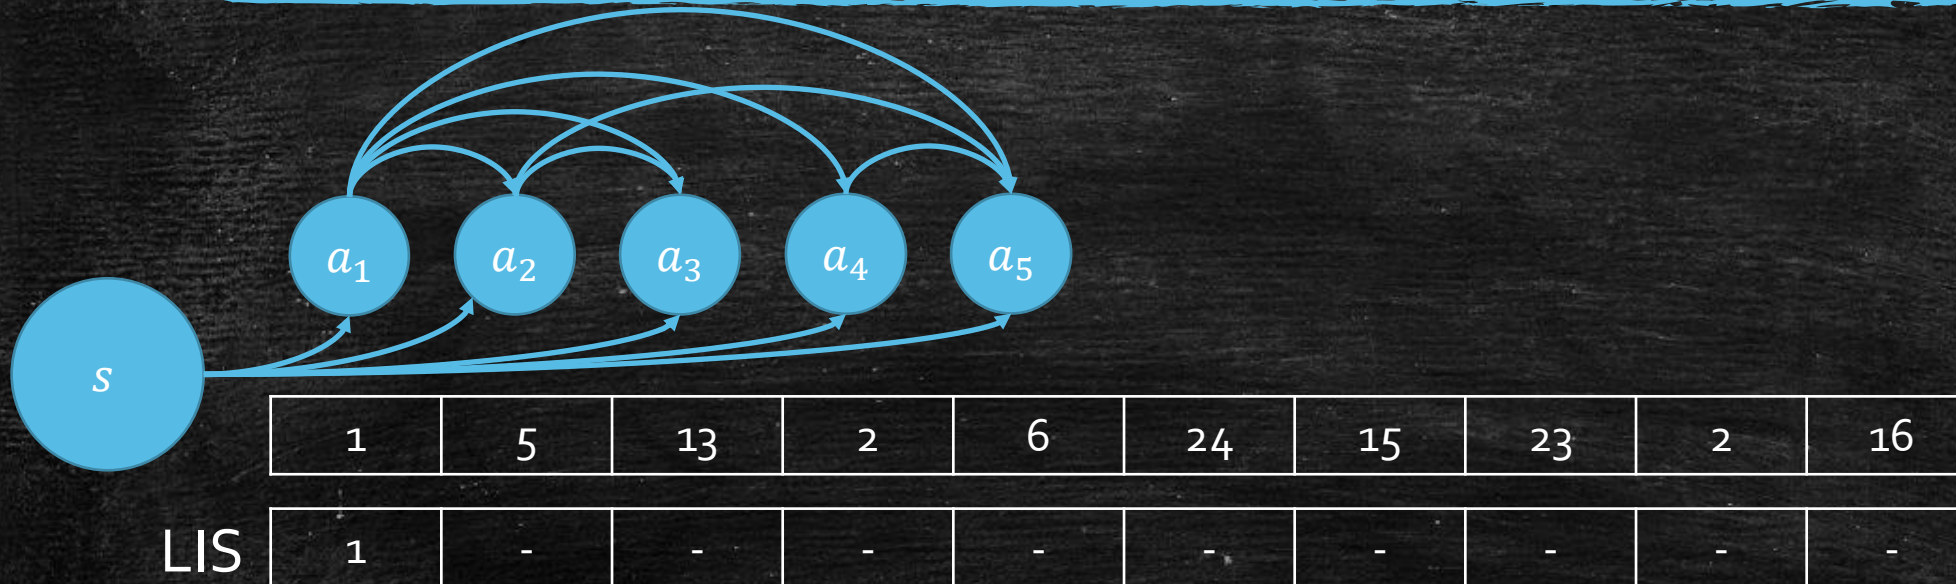 a₁ a₂ a₃ a₄ a₅
s
1 5 13 2 6 24 15 23 2 16
LIS 1 - - - - - - - - -